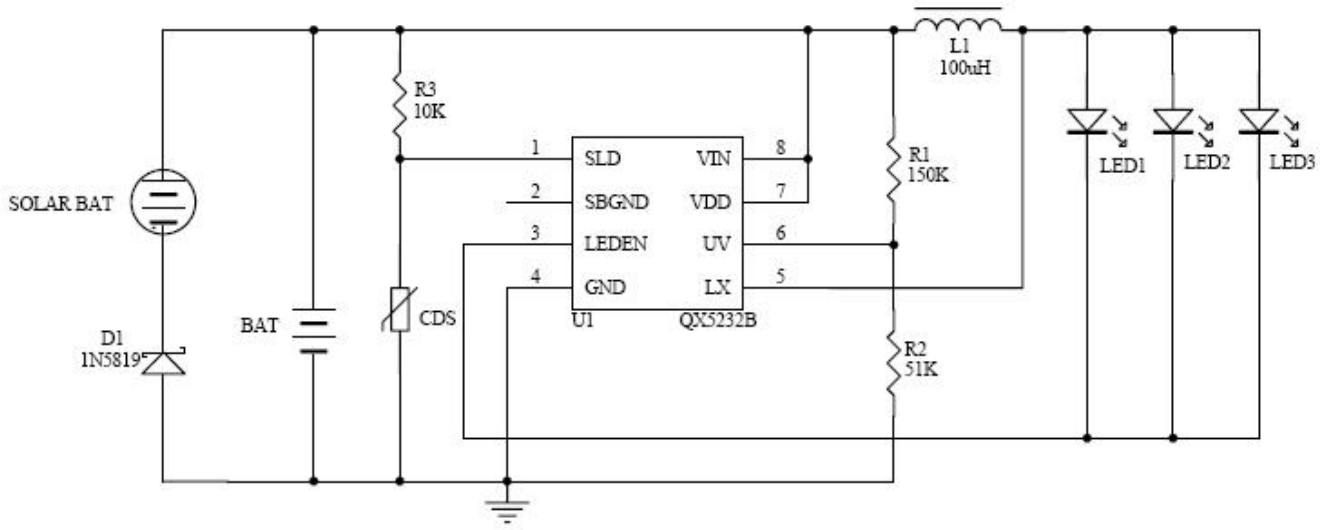 L1
100uH
R3
10K
1 SLD VIN 8
2 SBGND VDD 7
3 LEDEN UV 6
4 GND LX 5
U1 QX5232B
R1
150K
LED1 LED2 LED3
SOLAR BAT
CDS
BAT
D1
1N5819
R2
51K